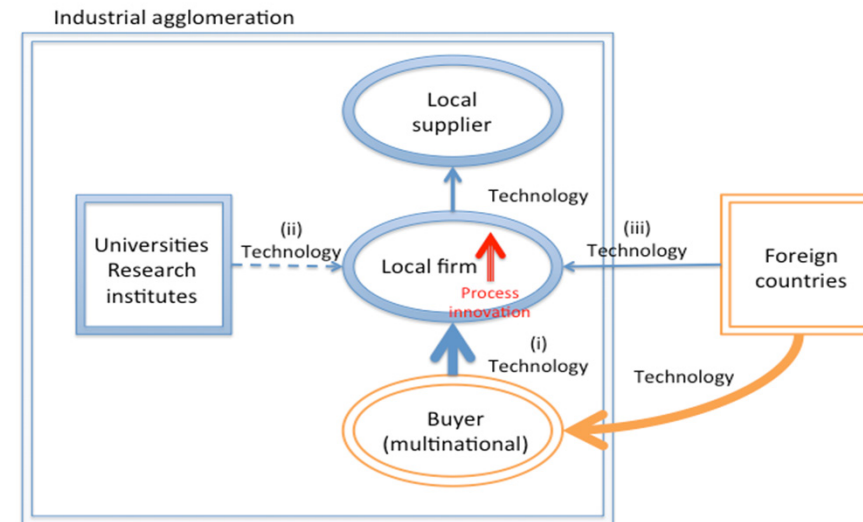 Industrial agglomeration
Local
supplier
Technology
Universities
Research
institutes
(ii)
Technology
Local firm
Process
innovation
(iii)
Technology
Foreign
countries
(i)
Technology
Technology
Buyer
(multinational)